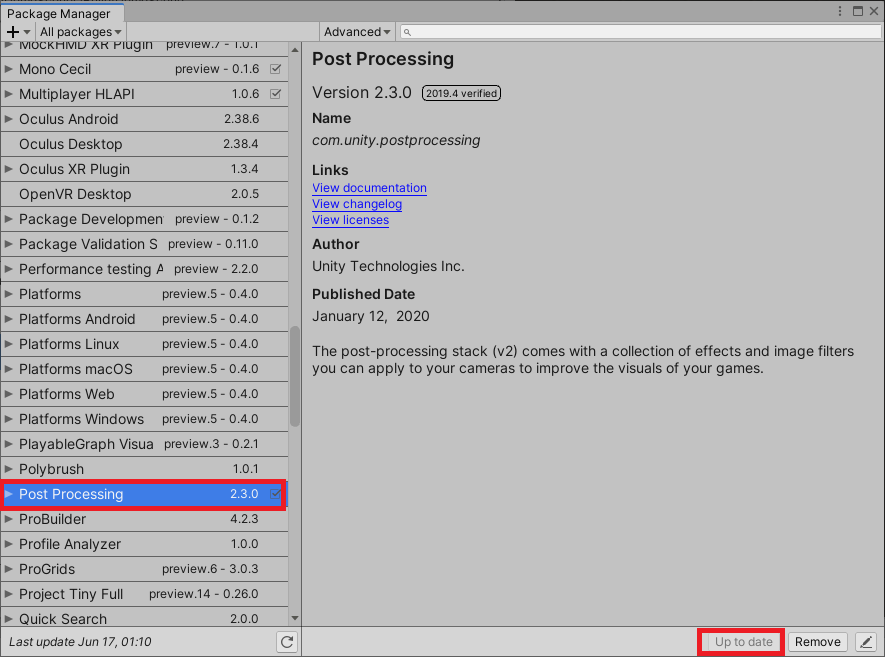 Package Manager
All packages
Advanced
MockHMD XR Plugin preview.7 - 1.0.1
Mono Cecil preview - 0.1.6
Multiplayer HLAPI 1.0.6
Oculus Android 2.38.6
Oculus Desktop 2.38.4
Oculus XR Plugin 1.3.4
OpenVR Desktop 2.0.5
Package Developmen preview - 0.1.2
Package Validation S preview - 0.11.0
Performance testing A preview - 2.2.0
Platforms preview.5 - 0.4.0
Platforms Android preview.5 - 0.4.0
Platforms Linux preview.5 - 0.4.0
Platforms macOS preview.5 - 0.4.0
Platforms Web preview.5 - 0.4.0
Platforms Windows preview.5 - 0.4.0
PlayableGraph Visua preview.3 - 0.2.1
Polybrush 1.0.1
Post Processing 2.3.0
ProBuilder 4.2.3
Profile Analyzer 1.0.0
ProGrids preview.6 - 3.0.3
Project Tiny Full preview.14 - 0.26.0
Quick Search 2.0.0
Last update Jun 17, 01:10
Post Processing
Version 2.3.0 2019.4 verified
Name
com.unity.postprocessing
Links
View documentation
View changelog
View licenses
Author
Unity Technologies Inc.
Published Date
January 12, 2020
The post-processing stack (v2) comes with a collection of effects and image filters
you can apply to your cameras to improve the visuals of your games.
Up to date
Remove